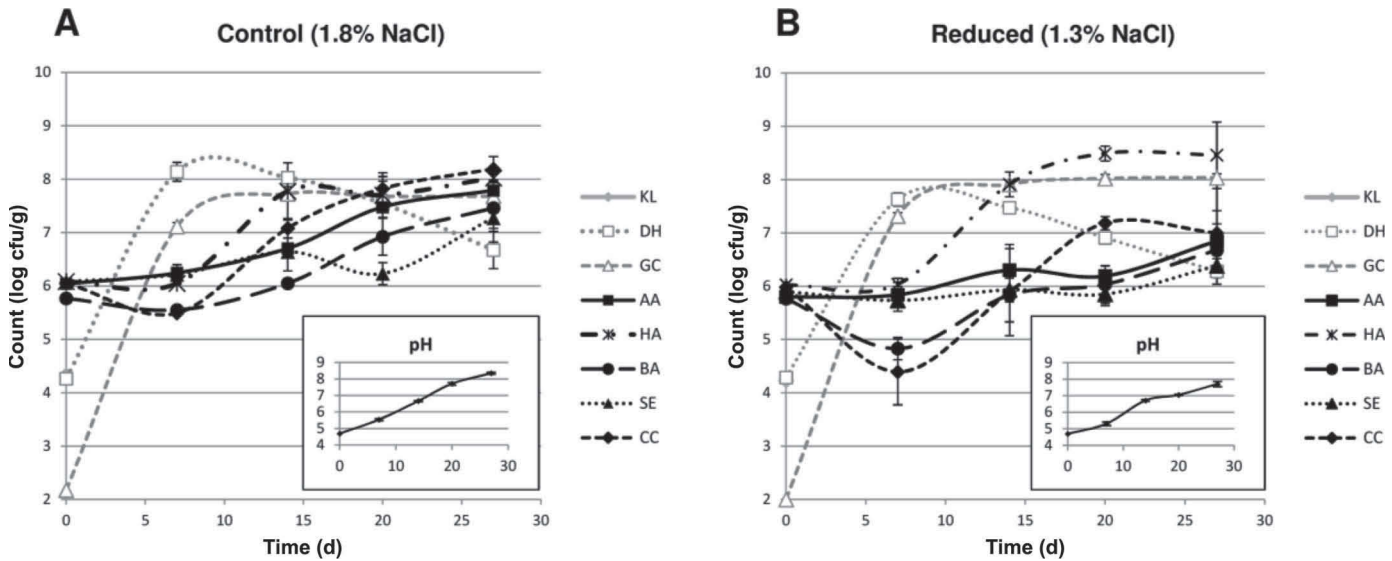 A
Control (1.8% NaCl)
Count (log cfu/g)
10
9
8
7
6
5
4
3
2
0 5 10 15 20 25 30
Time (d)
pH
9
8
7
6
5
4
0 10 20 30
KL
DH
GC
AA
HA
BA
SE
CC
B
Reduced (1.3% NaCl)
Count (log cfu/g)
10
9
8
7
6
5
4
3
2
0 5 10 15 20 25 30
Time (d)
pH
9
8
7
6
5
4
0 10 20 30
KL
DH
GC
AA
HA
BA
SE
CC